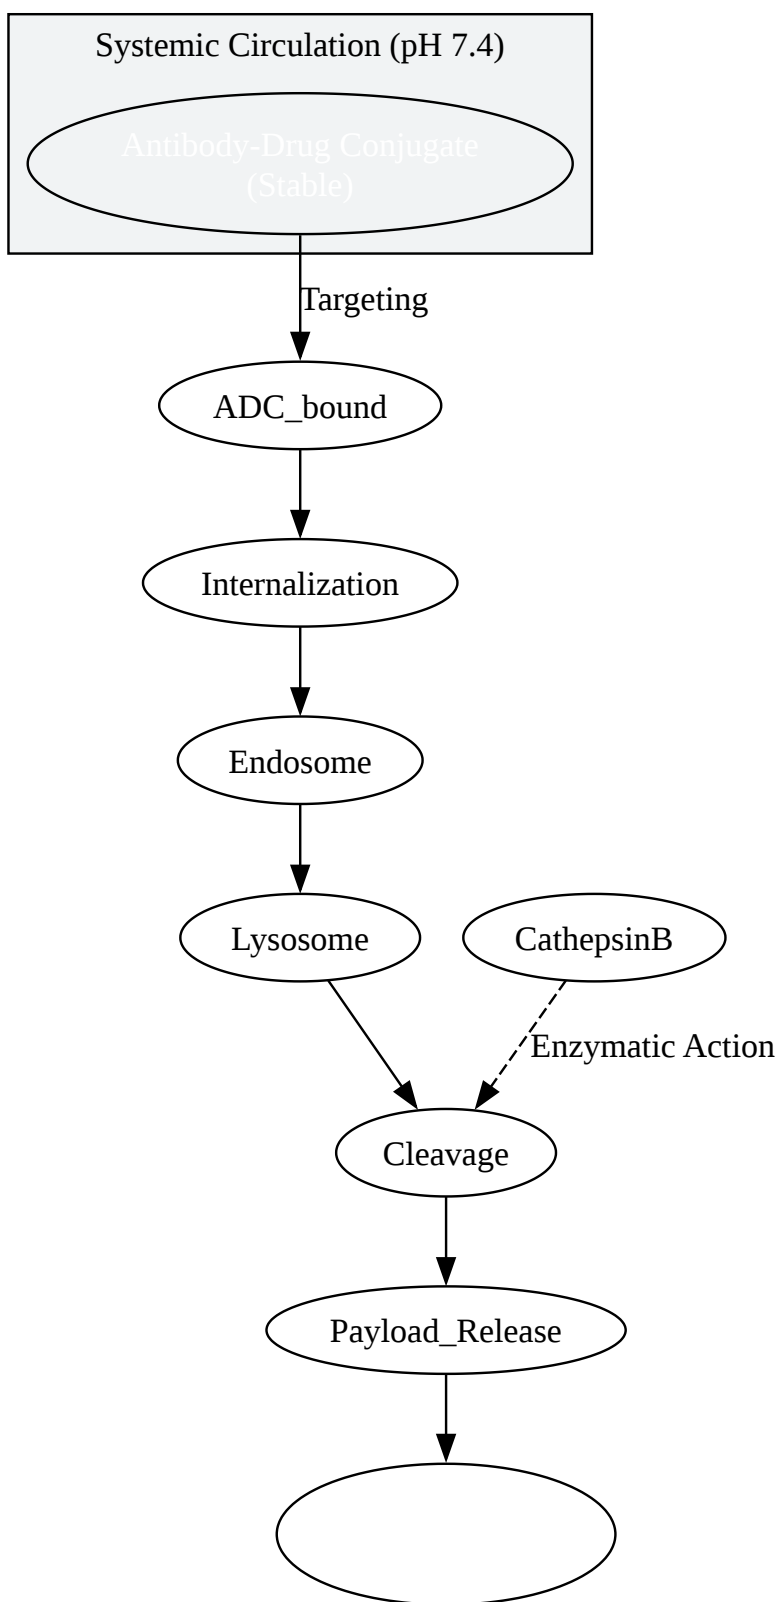 Systemic Circulation (pH 7.4)
Antibody-Drug Conjugate
(Stable)
Targeting
ADC_bound
Internalization
Endosome
Lysosome
CathepsinB
Enzymatic Action
Cleavage
Payload_Release